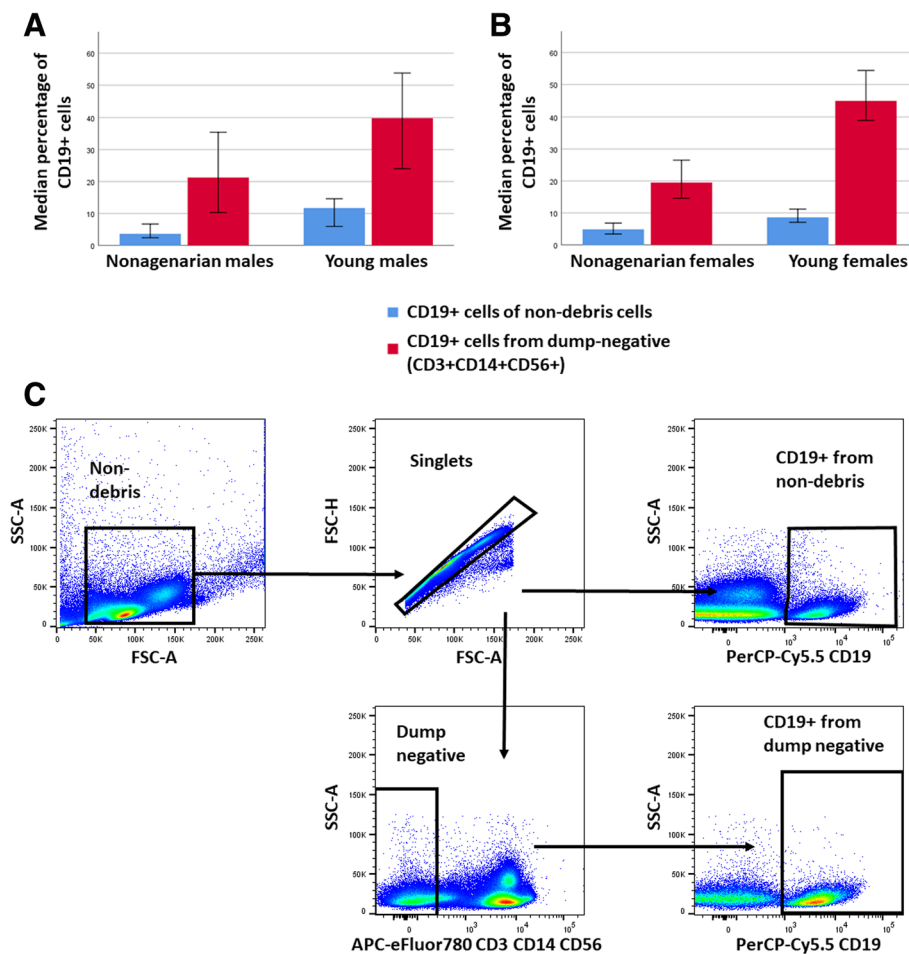 A
Median percentage of
CD19+ cells
60
50
40
30
20
10
0
Nonagenarian males
Young males
B
Median percentage of
CD19+ cells
60
50
40
30
20
10
0
Nonagenarian females
Young females
CD19+ cells of non-debris cells
CD19+ cells from dump-negative
(CD3+CD14+CD56+)
C
Non-
debris
SSC-A
250K
200K
150K
100K
50K
0
0 50K 100K 150K 200K 250K
FSC-A
Singlets
FSC-H
250K
200K
150K
100K
50K
0
0 50K 100K 150K 200K 250K
FSC-A
CD19+ from
non-debris
SSC-A
250K
200K
150K
100K
50K
0
0 10³ 10⁴ 10⁵
PerCP-Cy5.5 CD19
Dump
negative
SSC-A
250K
200K
150K
100K
50K
0
0 10³ 10⁴ 10⁵
APC-eFluor780 CD3 CD14 CD56
CD19+ from
dump negative
SSC-A
250K
200K
150K
100K
50K
0
0 10³ 10⁴ 10⁵
PerCP-Cy5.5 CD19